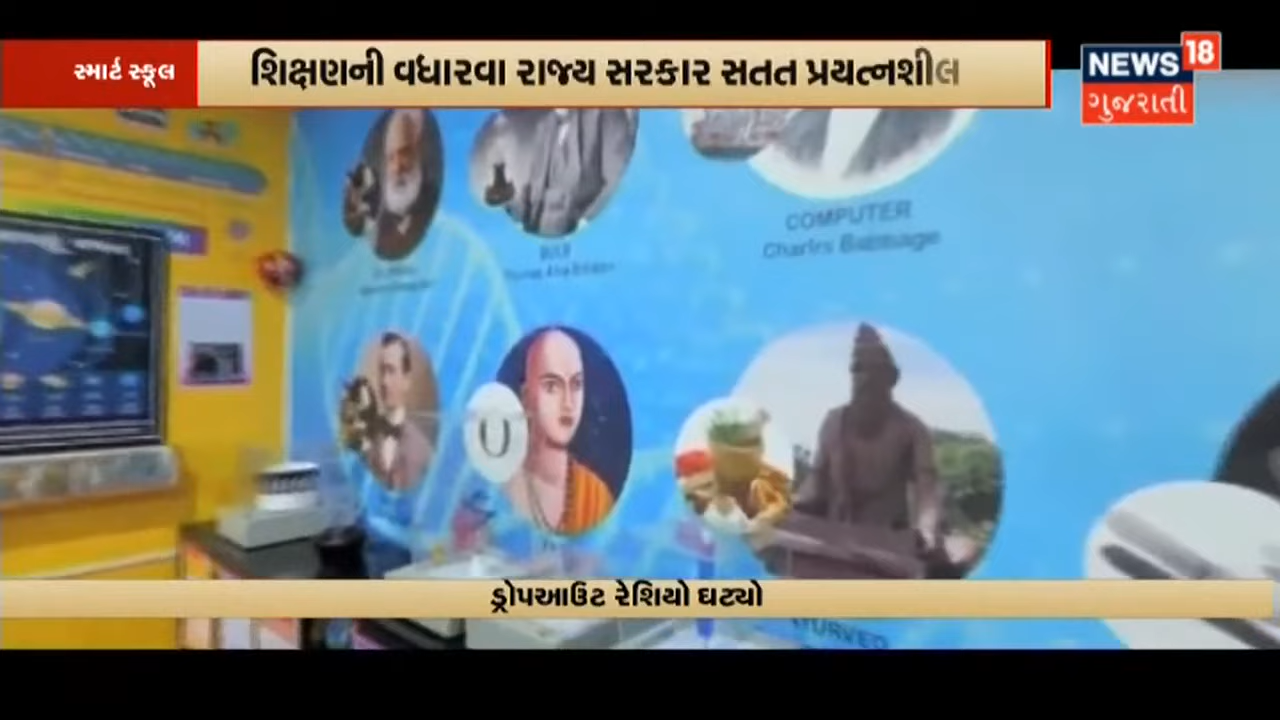 સ્માર્ટ સ્કૂલ
શિક્ષણની વધારવા રાજ્ય સરકાર સતત પ્રયત્નશીલ
NEWS 18
ગુજરાતી
COMPUTER
Charles Babbage
ડ્રોપઆઉટ રેશિયો ઘટ્યો